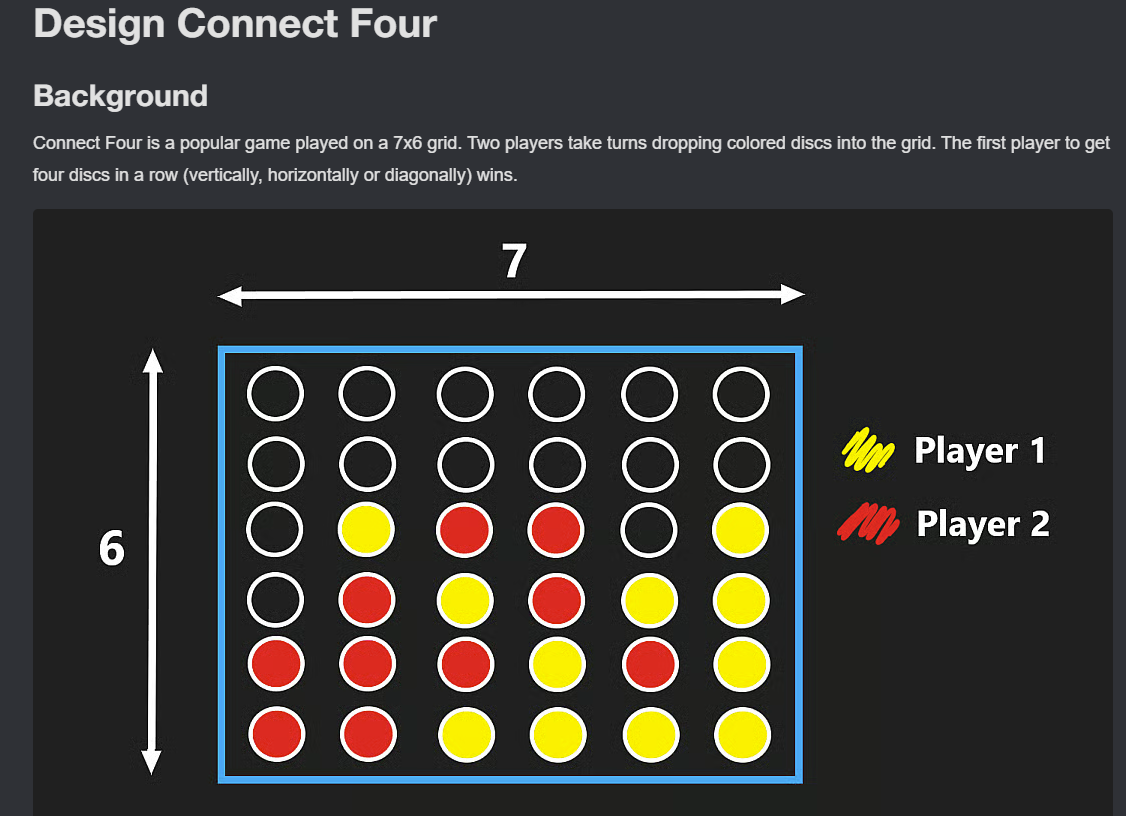 Design Connect Four
Background
Connect Four is a popular game played on a 7x6 grid. Two players take turns dropping colored discs into the grid. The first player to get
four discs in a row (vertically, horizontally or diagonally) wins.
7
6
Player 1
Player 2